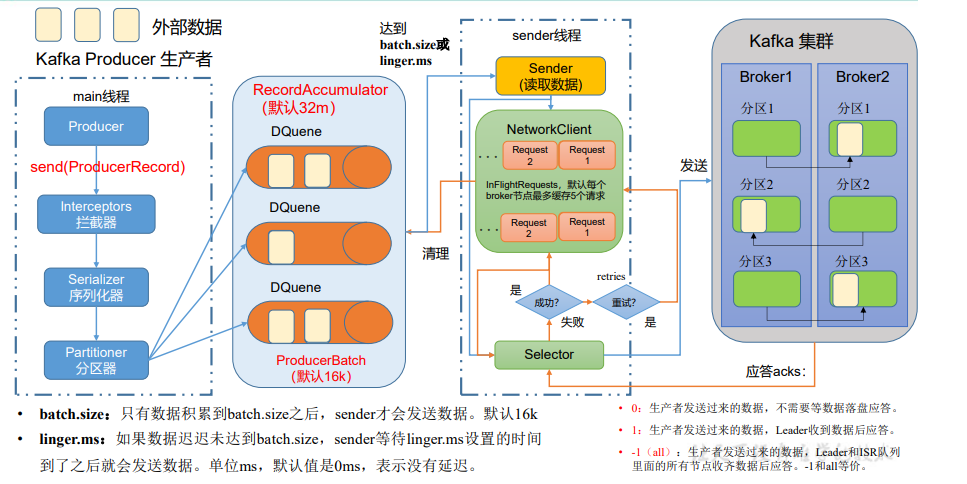 外部数据
Kafka Producer 生产者
main线程
Producer
send(ProducerRecord)
Interceptors
拦截器
Serializer
序列化器
Partitioner
分区器
RecordAccumulator
（默认32m）
DQuene
DQuene
DQuene
ProducerBatch
（默认16k）
达到
batch.size或
linger.ms
清理
sender线程
Sender
(读取数据)
NetworkClient
...
Request
2
Request
1
InFlightRequests，默认每个
broker节点最多缓存5个请求
...
Request
2
Request
1
是
成功?
失败
retries
重试?
是
Selector
发送
Kafka 集群
Broker1
Broker2
分区1
分区1
分区2
分区2
分区3
分区3
应答acks：
• batch.size：只有数据积累到batch.size之后，sender才会发送数据。默认16k
• linger.ms：如果数据迟迟未达到batch.size，sender等待linger.ms设置的时间
到了之后就会发送数据。单位ms，默认值是0ms，表示没有延迟。
• 0：生产者发送过来的数据，不需要等数据落盘应答。
• 1：生产者发送过来的数据，Leader收到数据后应答。
• -1（all）：生产者发送过来的数据，Leader和ISR队列
里面的所有节点收齐数据后应答。-1和all等价。